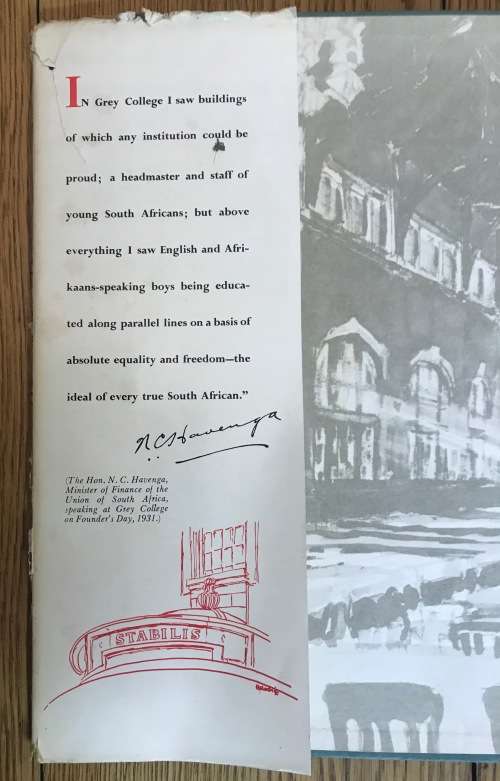 IN Grey College I saw buildings
of which any institution could be
proud; a headmaster and staff of
young South Africans; but above
everything I saw English and Afri-
kaans-speaking boys being educa-
ted along parallel lines on a basis of
absolute equality and freedom—the
ideal of every true South African.”
N C Havenga
(The Hon. N. C. Havenga,
Minister of Finance of the
Union of South Africa,
speaking at Grey College
on Founder's Day, 1931.)
STABILIS